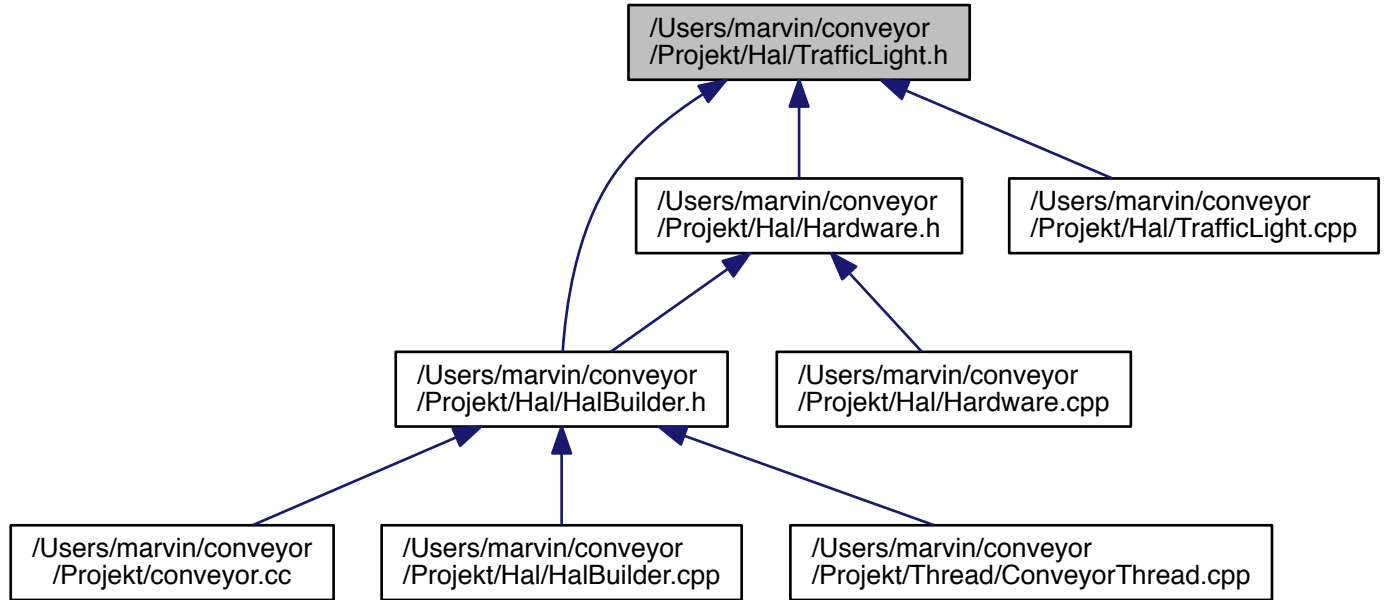 /Users/marvin/conveyor
/Projekt/Hal/TrafficLight.h
/Users/marvin/conveyor
/Projekt/Hal/Hardware.h
/Users/marvin/conveyor
/Projekt/Hal/TrafficLight.cpp
/Users/marvin/conveyor
/Projekt/Hal/HalBuilder.h
/Users/marvin/conveyor
/Projekt/Hal/Hardware.cpp
/Users/marvin/conveyor
/Projekt/conveyor.cc
/Users/marvin/conveyor
/Projekt/Hal/HalBuilder.cpp
/Users/marvin/conveyor
/Projekt/Thread/ConveyorThread.cpp